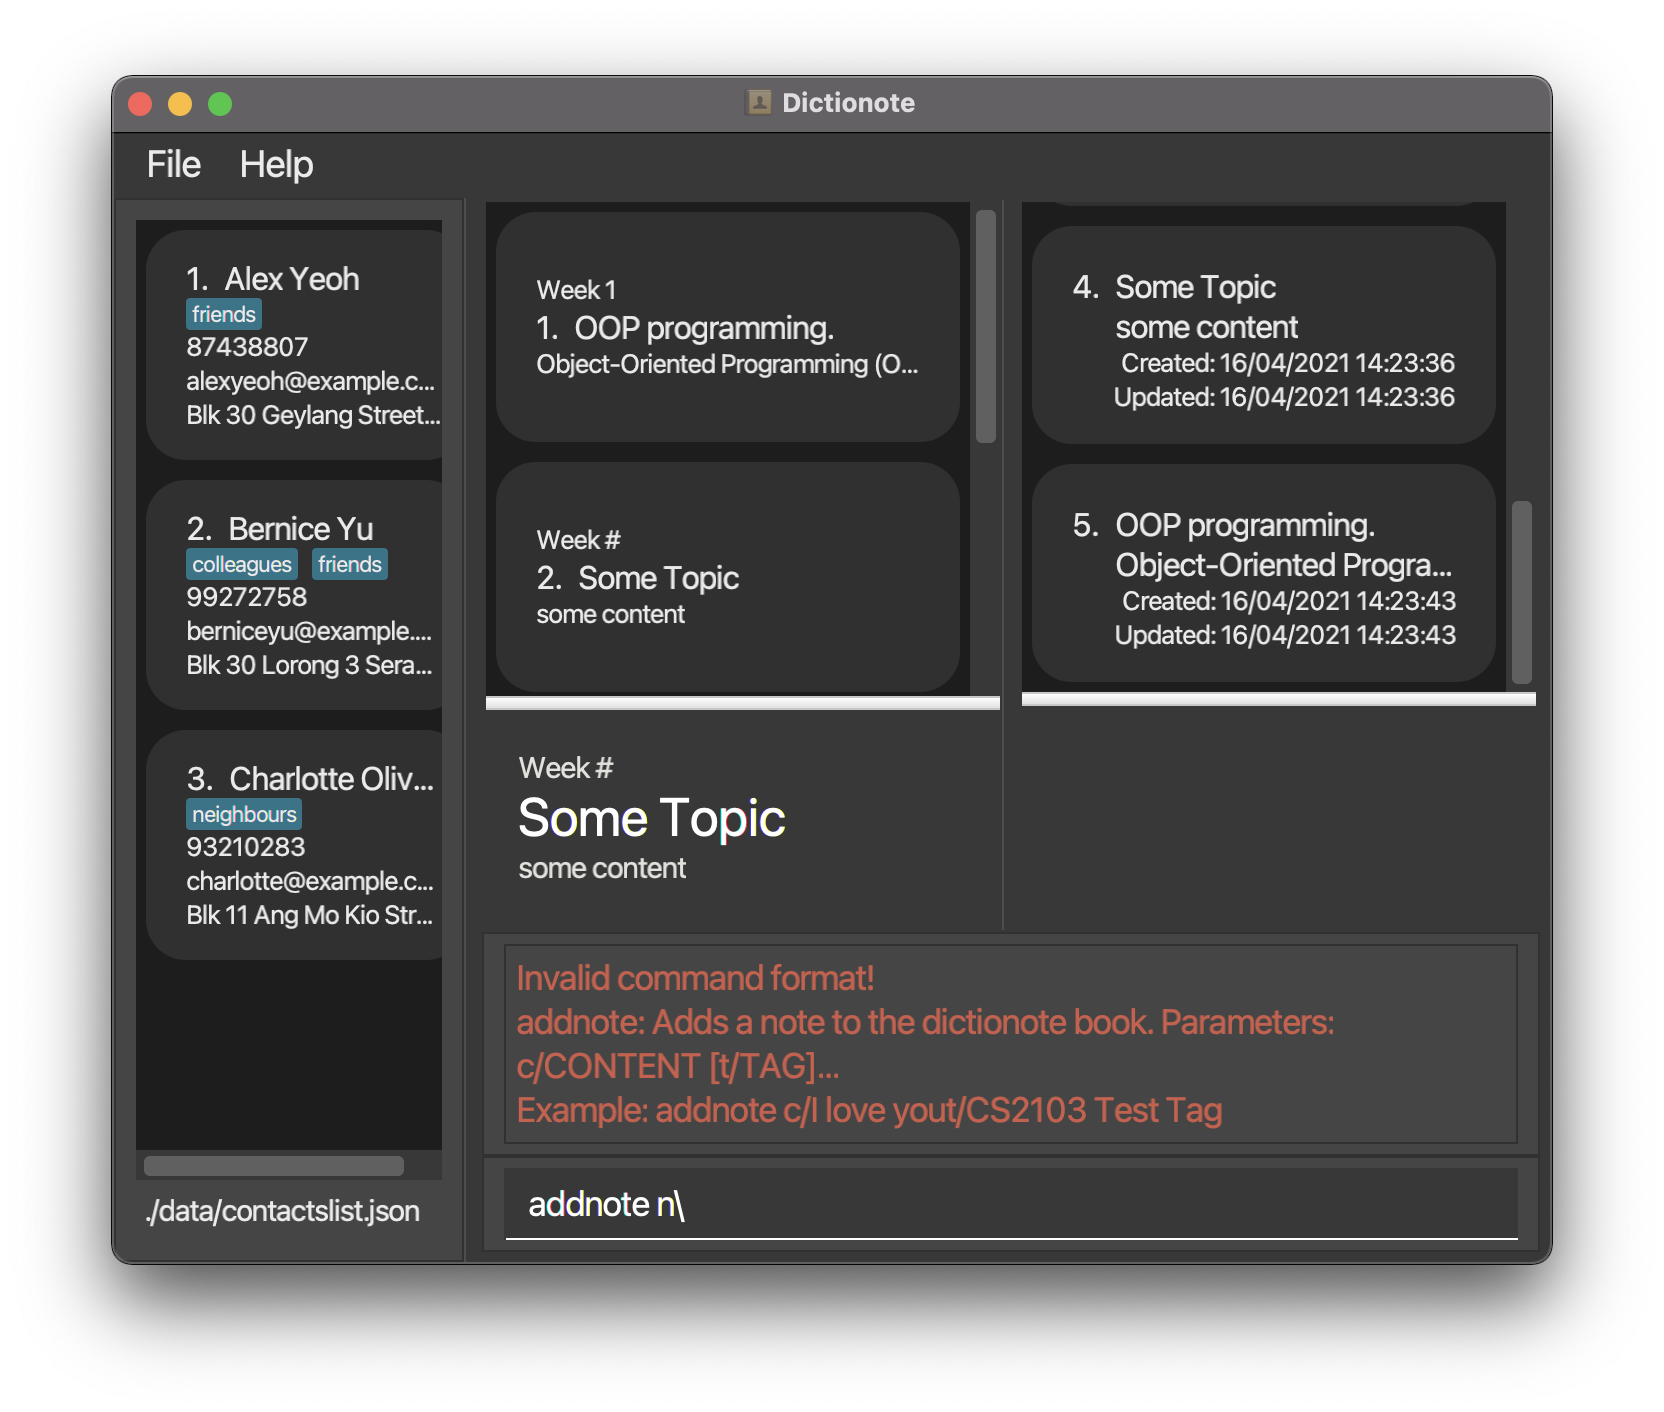 Dictionote
File Help
1. Alex Yeoh
friends
87438807
alexyeoh@example.c...
Blk 30 Geylang Street...
2. Bernice Yu
colleagues friends
99272758
berniceyu@example....
Blk 30 Lorong 3 Sera...
3. Charlotte Oliv...
neighbours
93210283
charlotte@example.c...
Blk 11 Ang Mo Kio Str...
./data/contactslist.json
Week 1
1. OOP programming.
Object-Oriented Programming (O...
Week #
2. Some Topic
some content
Week #
Some Topic
some content
4. Some Topic
some content
Created: 16/04/2021 14:23:36
Updated: 16/04/2021 14:23:36
5. OOP programming.
Object-Oriented Progra...
Created: 16/04/2021 14:23:43
Updated: 16/04/2021 14:23:43
Invalid command format!
addnote: Adds a note to the dictionote book. Parameters:
c/CONTENT [t/TAG]...
Example: addnote c/I love yout/CS2103 Test Tag
addnote n\